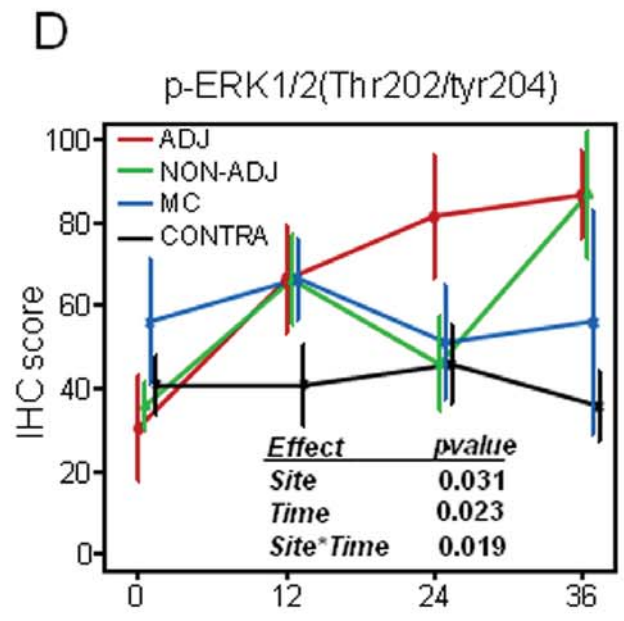 D
p-ERK1/2(Thr202/tyr204)
100
ADJ
NON-ADJ
80
MC
CONTRA
60
IHC score
40
Effect pvalue
20
Site 0.031
Time 0.023
0
Site*Time 0.019
0 12 24 36